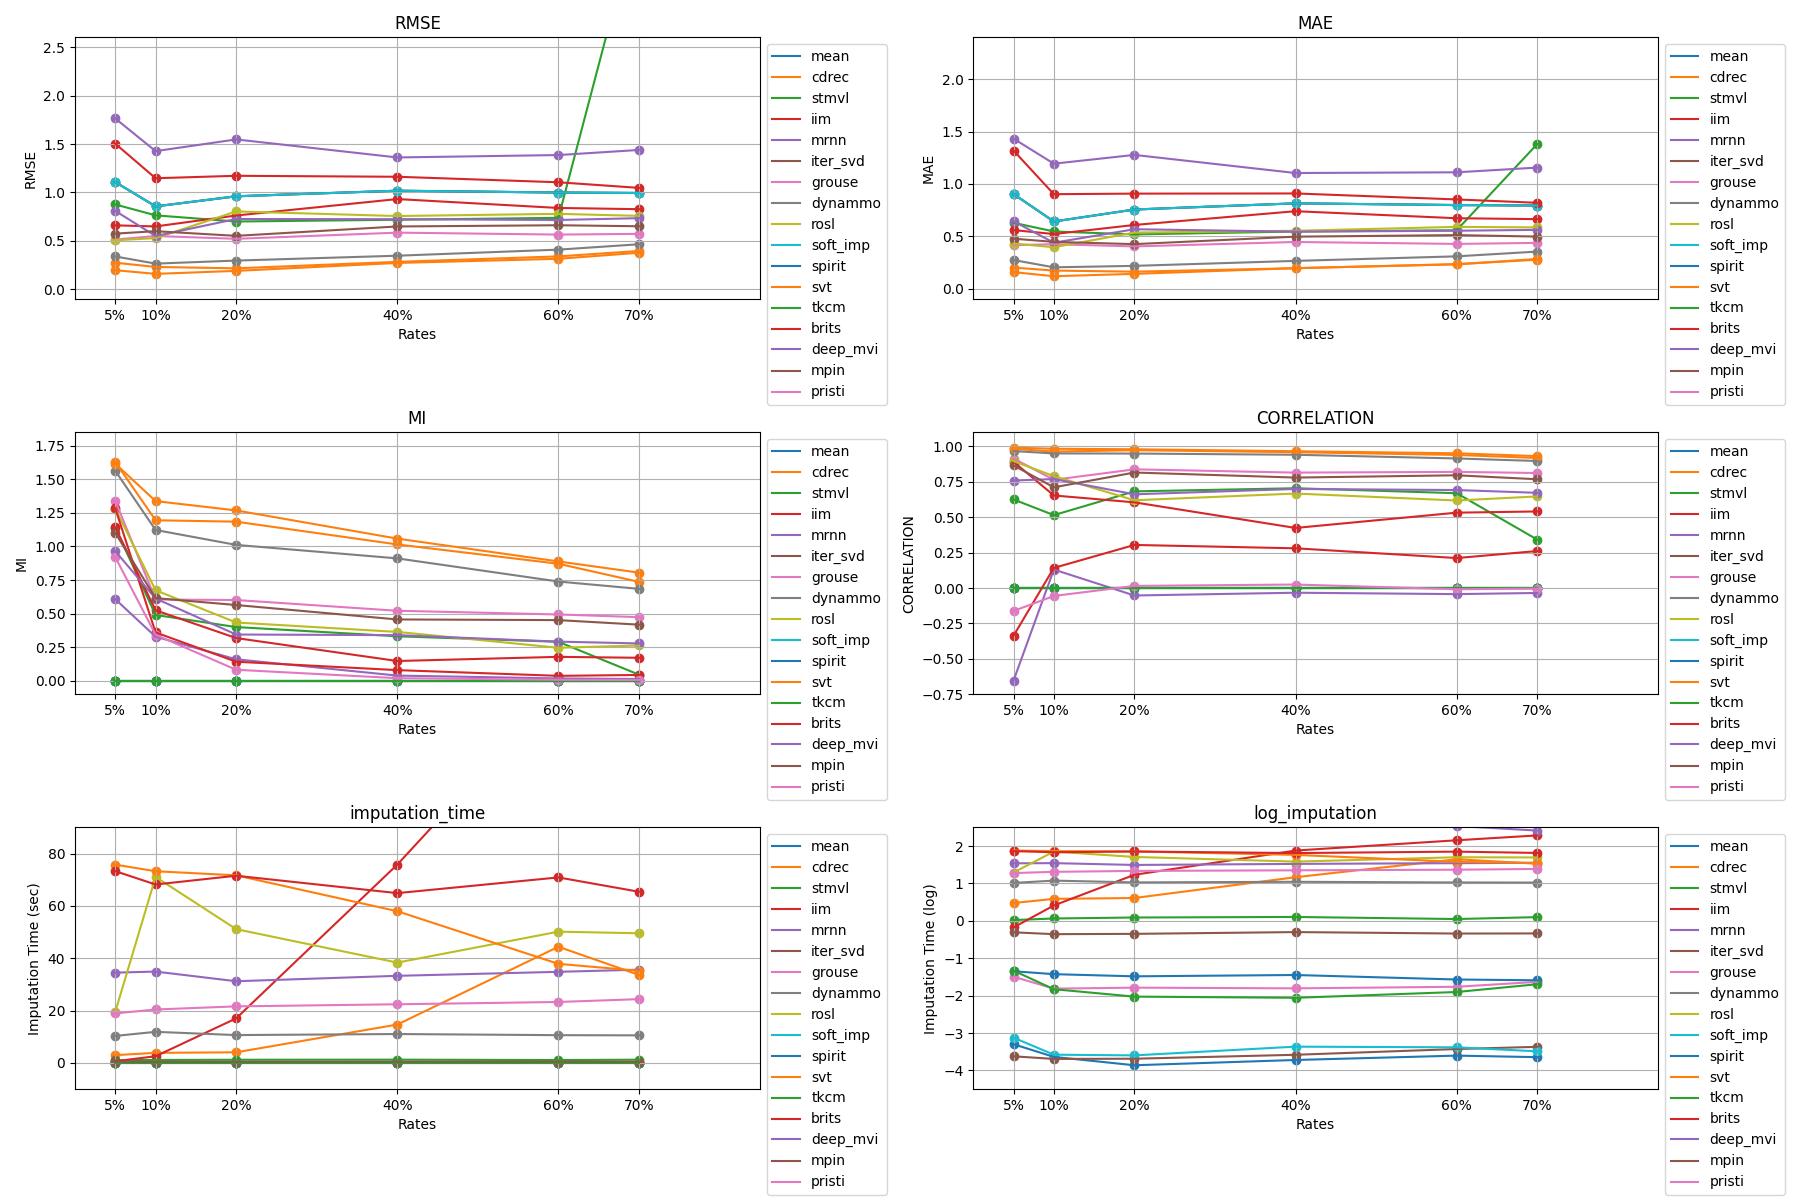 RMSE
RMSE
2.5
2.0
1.5
1.0
0.5
0.0
5% 10% 20% 40% 60% 70%
Rates
mean
cdrec
stmvl
iim
mrnn
iter_svd
grouse
dynammo
rosl
soft_imp
spirit
svt
tkcm
brits
deep_mvi
mpin
pristi
MAE
MAE
2.0
1.5
1.0
0.5
0.0
5% 10% 20% 40% 60% 70%
Rates
mean
cdrec
stmvl
iim
mrnn
iter_svd
grouse
dynammo
rosl
soft_imp
spirit
svt
tkcm
brits
deep_mvi
mpin
pristi
MI
MI
1.75
1.50
1.25
1.00
0.75
0.50
0.25
0.00
5% 10% 20% 40% 60% 70%
Rates
mean
cdrec
stmvl
iim
mrnn
iter_svd
grouse
dynammo
rosl
soft_imp
spirit
svt
tkcm
brits
deep_mvi
mpin
pristi
CORRELATION
CORRELATION
1.00
0.75
0.50
0.25
0.00
−0.25
−0.50
−0.75
5% 10% 20% 40% 60% 70%
Rates
mean
cdrec
stmvl
iim
mrnn
iter_svd
grouse
dynammo
rosl
soft_imp
spirit
svt
tkcm
brits
deep_mvi
mpin
pristi
imputation_time
Imputation Time (sec)
80
60
40
20
0
5% 10% 20% 40% 60% 70%
Rates
mean
cdrec
stmvl
iim
mrnn
iter_svd
grouse
dynammo
rosl
soft_imp
spirit
svt
tkcm
brits
deep_mvi
mpin
pristi
log_imputation
Imputation Time (log)
2
1
0
−1
−2
−3
−4
5% 10% 20% 40% 60% 70%
Rates
mean
cdrec
stmvl
iim
mrnn
iter_svd
grouse
dynammo
rosl
soft_imp
spirit
svt
tkcm
brits
deep_mvi
mpin
pristi